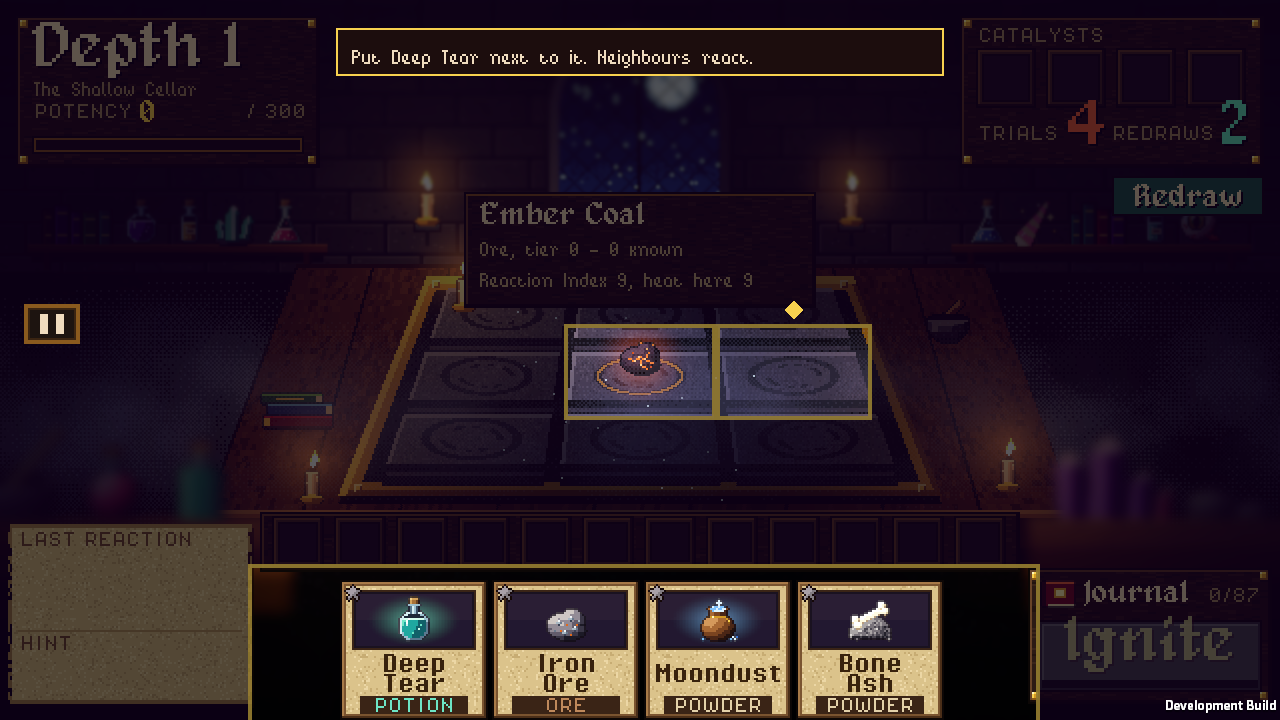 Depth 1
The Shallow Cellar
POTENCY 0 / 300
Put Deep Tear next to it. Neighbours react.
CATALYSTS
TRIALS 4 REDRAWS 2
Redraw
Ember Coal
Ore, tier 0 - 0 known
Reaction Index 9, heat here 9
LAST REACTION
HINT
Deep Tear
POTION
Iron Ore
ORE
Moondust
POWDER
Bone Ash
POWDER
Journal 0/87
Ignite
Development Build